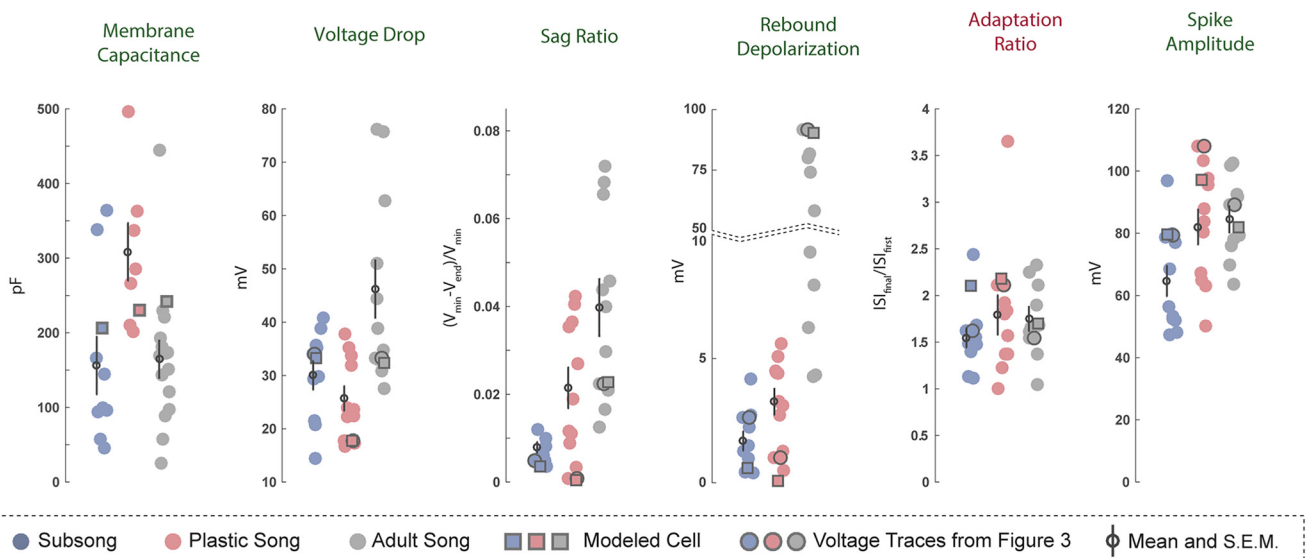 Membrane
Capacitance
Voltage Drop
Sag Ratio
Rebound
Depolarization
Adaptation
Ratio
Spike
Amplitude
pF
500
400
300
200
100
0
mV
80
70
60
50
40
30
20
10
(Vmin-Vend)/Vmin
0.08
0.06
0.04
0.02
0
mV
100
75
50
10
5
0
ISIfinal/ISIfirst
4
3.5
3
2.5
2
1.5
1
0.5
0
mV
120
100
80
60
40
20
0
Subsong Plastic Song Adult Song Modeled Cell Voltage Traces from Figure 3 Mean and S.E.M.